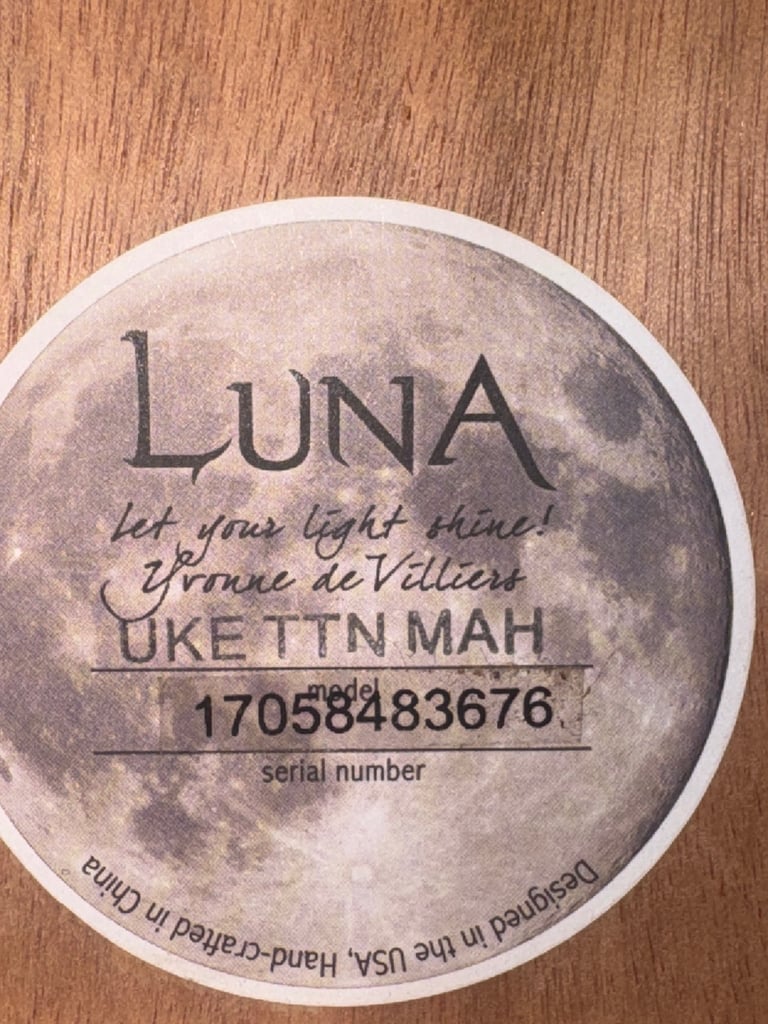 LUNA
Let your light shine!
Yvonne de Villiers
UKE TTN MAH
model
17058483676
serial number
Designed in the USA, Hand-crafted in China